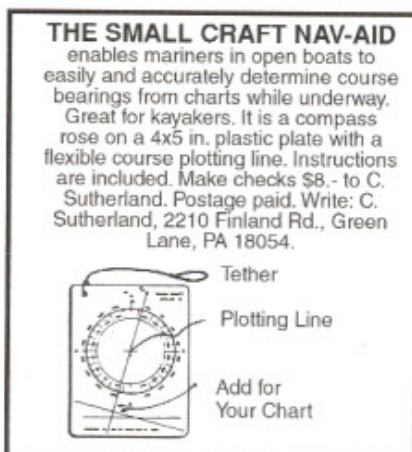 THE SMALL CRAFT NAV-AID
enables mariners in open boats to
easily and accurately determine course
bearings from charts while underway.
Great for kayakers. It is a compass
rose on a 4x5 in. plastic plate with a
flexible course plotting line. Instructions
are included. Make checks $8.- to C.
Sutherland. Postage paid. Write: C.
Sutherland, 2210 Finland Rd., Green
Lane, PA 18054.
Tether
Plotting Line
Add for
Your Chart